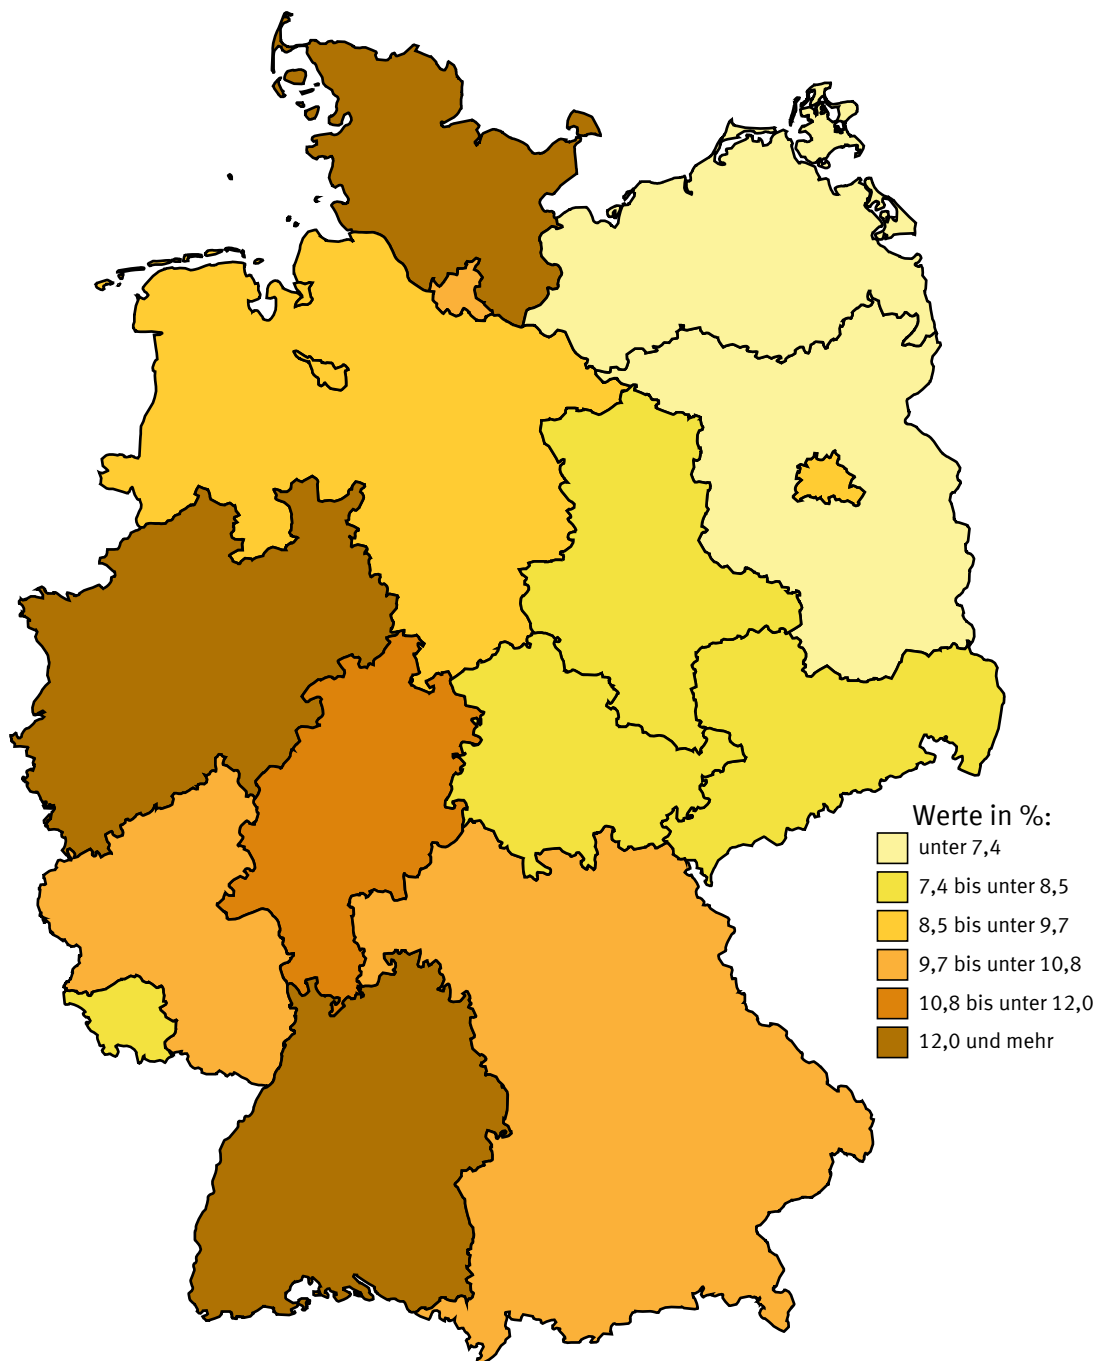 Werte in %:
unter 7,4
7,4 bis unter 8,5
8,5 bis unter 9,7
9,7 bis unter 10,8
10,8 bis unter 12,0
12,0 und mehr